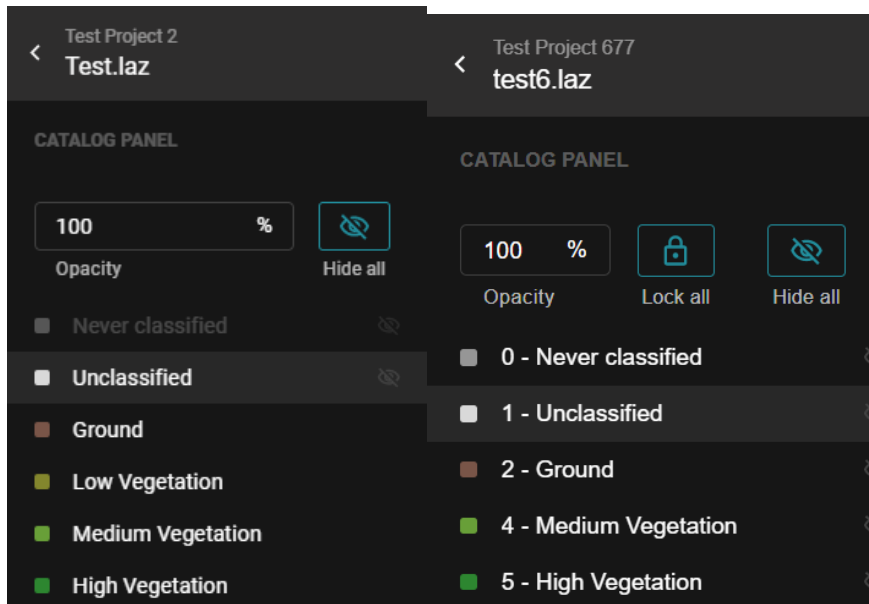 Test Project 2
Test.laz
CATALOG PANEL
100 %
Opacity Hide all
Never classified
Unclassified
Ground
Low Vegetation
Medium Vegetation
High Vegetation
Test Project 677
test6.laz
CATALOG PANEL
100 %
Opacity Lock all Hide all
0 - Never classified
1 - Unclassified
2 - Ground
4 - Medium Vegetation
5 - High Vegetation